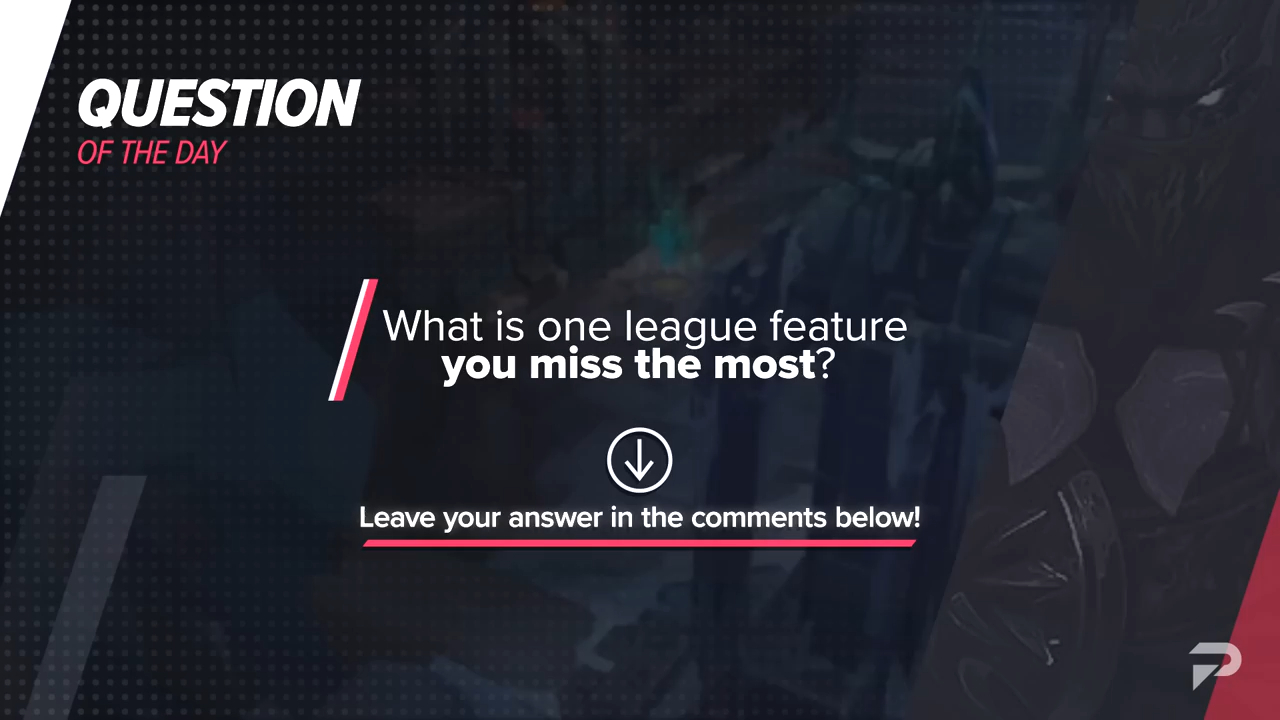 QUESTION
OF THE DAY
What is one league feature
you miss the most?
Leave your answer in the comments below!